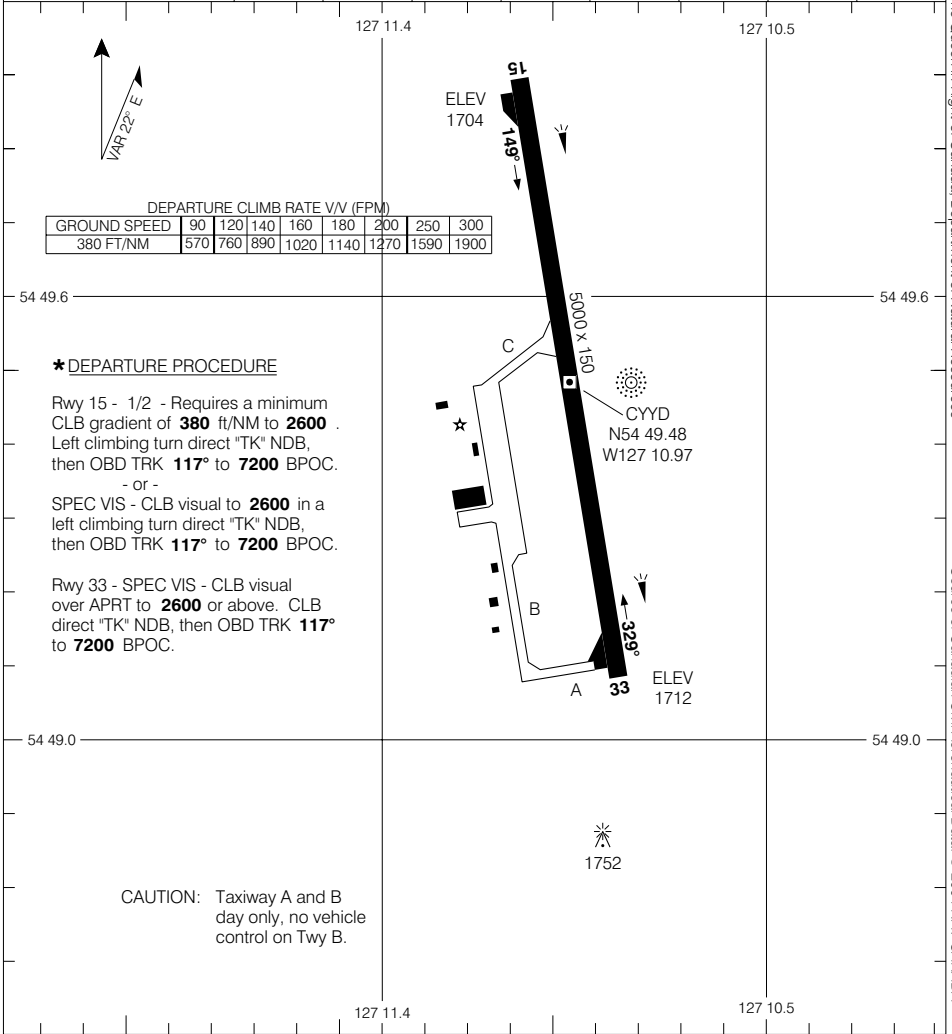 127 11.4
127 10.5
VAR 22° E
15
ELEV
1704
149°
DEPARTURE CLIMB RATE V/V (FPM)
GROUND SPEED 90 120 140 160 180 200 250 300
380 FT/NM 570 760 890 1020 1140 1270 1590 1900
54 49.6
54 49.6
5000 x 150
C
CYYD
N54 49.48
W127 10.97
*DEPARTURE PROCEDURE
Rwy 15 - 1/2 - Requires a minimum
CLB gradient of 380 ft/NM to 2600 .
Left climbing turn direct "TK" NDB,
then OBD TRK 117° to 7200 BPOC.
- or -
SPEC VIS - CLB visual to 2600 in a
left climbing turn direct "TK" NDB,
then OBD TRK 117° to 7200 BPOC.
Rwy 33 - SPEC VIS - CLB visual
over APRT to 2600 or above. CLB
direct "TK" NDB, then OBD TRK 117°
to 7200 BPOC.
B
329°
A
33
ELEV
1712
54 49.0
54 49.0
1752
CAUTION: Taxiway A and B
day only, no vehicle
control on Twy B.
127 11.4
127 10.5